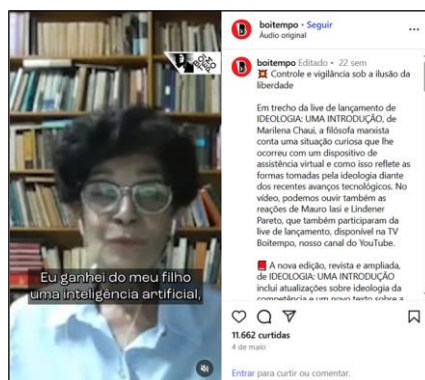 BOITEMPO
Eu ganhei do meu filho
uma inteligência artificial,
boitempo • Seguir
Áudio original
boitempo Editado • 22 sem
💥 Controle e vigilância sob a ilusão da
liberdade
Em trecho da live de lançamento de
IDEOLOGIA: UMA INTRODUÇÃO, de
Marilena Chaui, a filósofa marxista
conta uma situação curiosa que lhe
ocorreu com um dispositivo de
assistência virtual e como isso reflete as
formas tomadas pela ideologia diante
dos recentes avanços tecnológicos. No
vídeo, podemos ouvir também as
reações de Mauro Iasi e Lindener
Pareto, que também participaram da
live de lançamento, disponível na TV
Boitempo, nosso canal do YouTube.
📕 A nova edição, revista e ampliada,
de IDEOLOGIA: UMA INTRODUÇÃO
inclui atualizações sobre ideologia da
competência e um novo texto sobre a
11.662 curtidas
4 de maio
Entrar para curtir ou comentar.